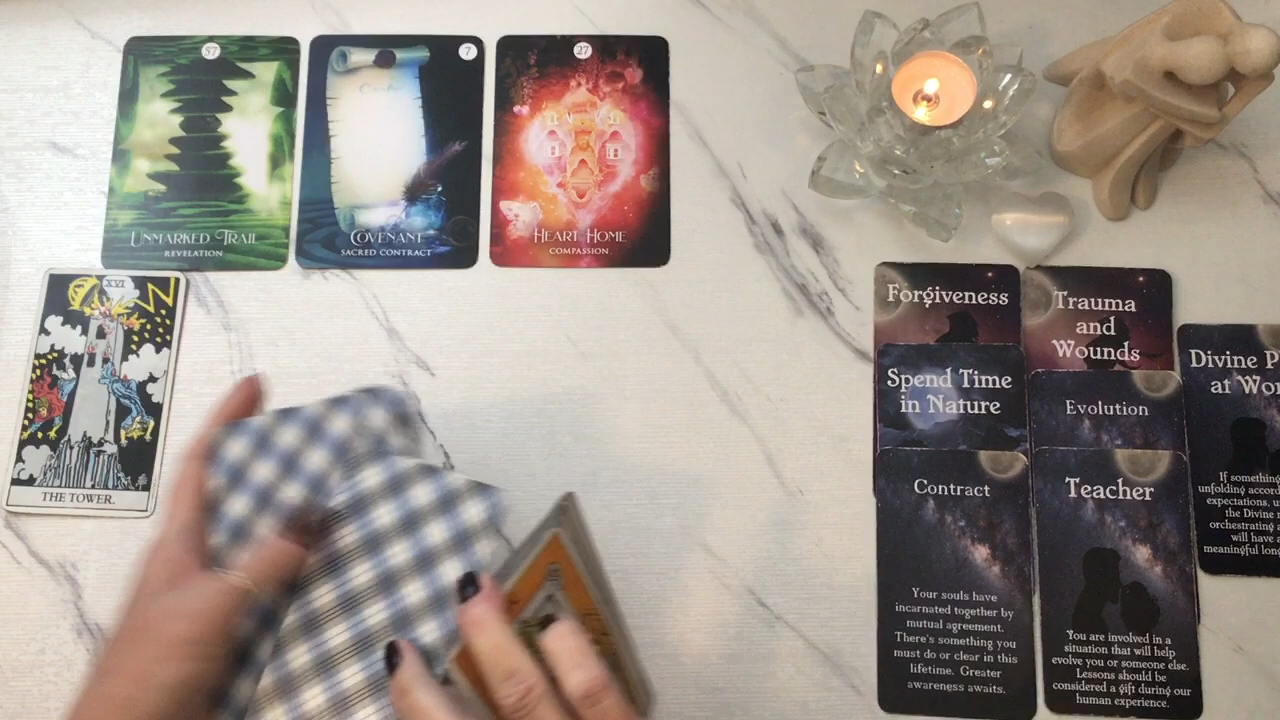 57
UNMARKED TRAIL
REVELATION
7
COVENANT
SACRED CONTRACT
27
HEART HOME
COMPASSION
XVI
THE TOWER.
Forgiveness
Trauma
and
Wounds
Spend Time
in Nature
Evolution
Divine
at
If something
unfolding
expectations,
the Divine
orchestrating
will have a
meaningful
Contract
Your souls have
incarnated together by
mutual agreement.
There's something you
must do or clear in this
lifetime. Greater
awareness awaits.
Teacher
You are involved in a
situation that will help
evolve you or someone else.
Lessons should be
considered a gift during our
human experience.